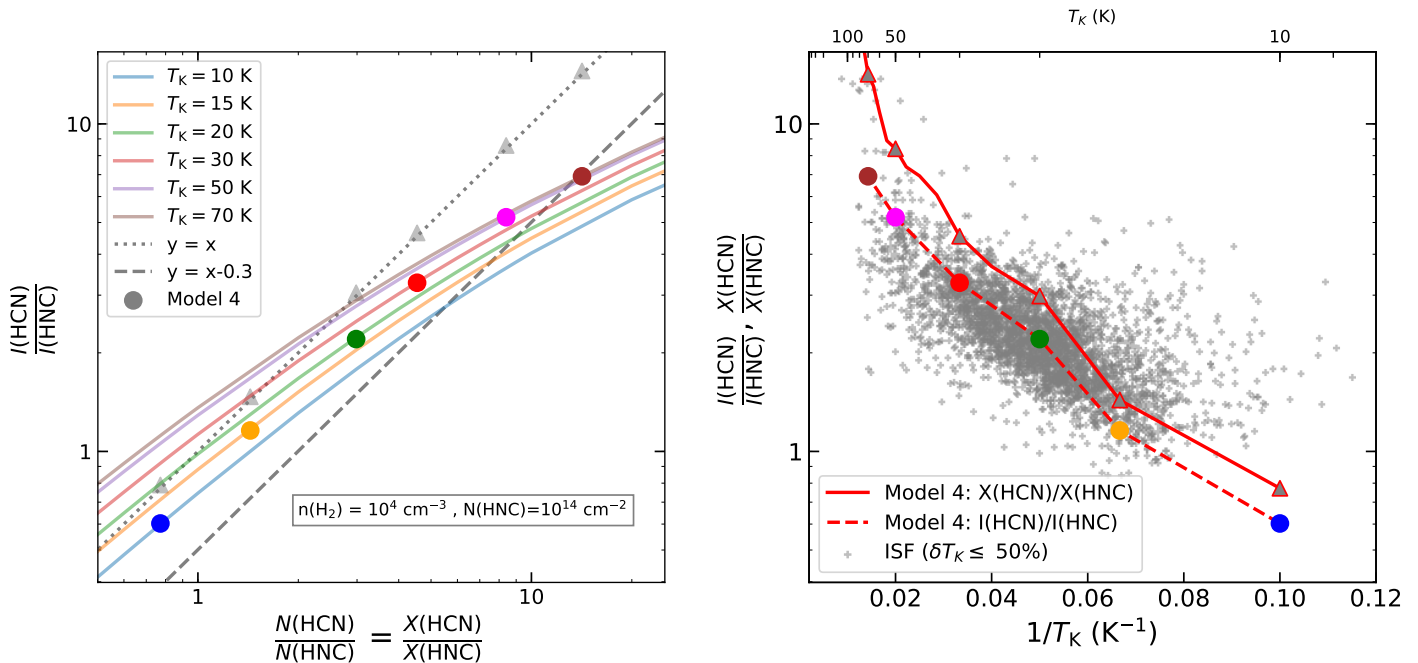 I(HCN)
I(HNC)
10
1
T_K = 10 K
T_K = 15 K
T_K = 20 K
T_K = 30 K
T_K = 50 K
T_K = 70 K
y = x
y = x-0.3
Model 4
n(H₂) = 10⁴ cm⁻³ , N(HNC)=10¹⁴ cm⁻²
1 10
N(HCN) = X(HCN)
N(HNC) X(HNC)
T_K (K)
100 50 10
I(HCN) , X(HCN)
I(HNC) X(HNC)
10
1
Model 4: X(HCN)/X(HNC)
Model 4: I(HCN)/I(HNC)
ISF (δT_K ≤ 50%)
0.02 0.04 0.06 0.08 0.10 0.12
1/T_K (K⁻¹)